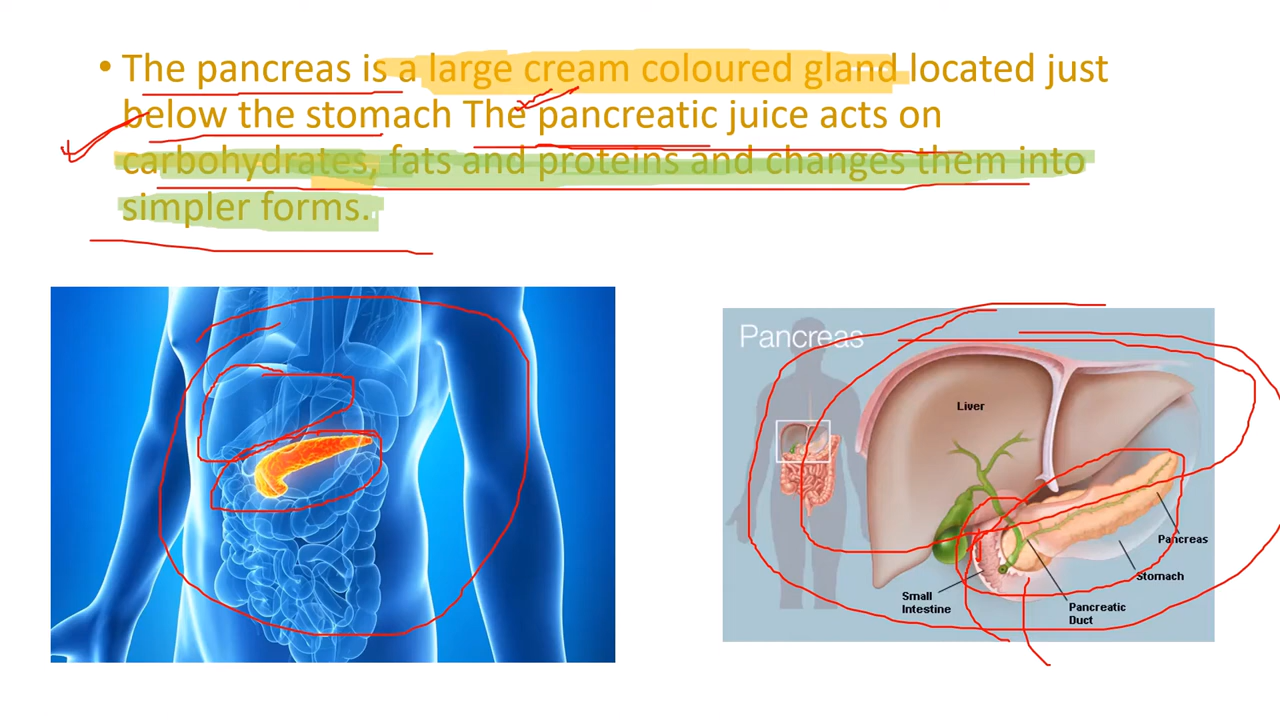 • The pancreas is a large cream coloured gland located just
below the stomach The pancreatic juice acts on
carbohydrates, fats and proteins and changes them into
simpler forms.
Pancreas
Liver
Pancreas
Stomach
Small
Intestine
Pancreatic
Duct